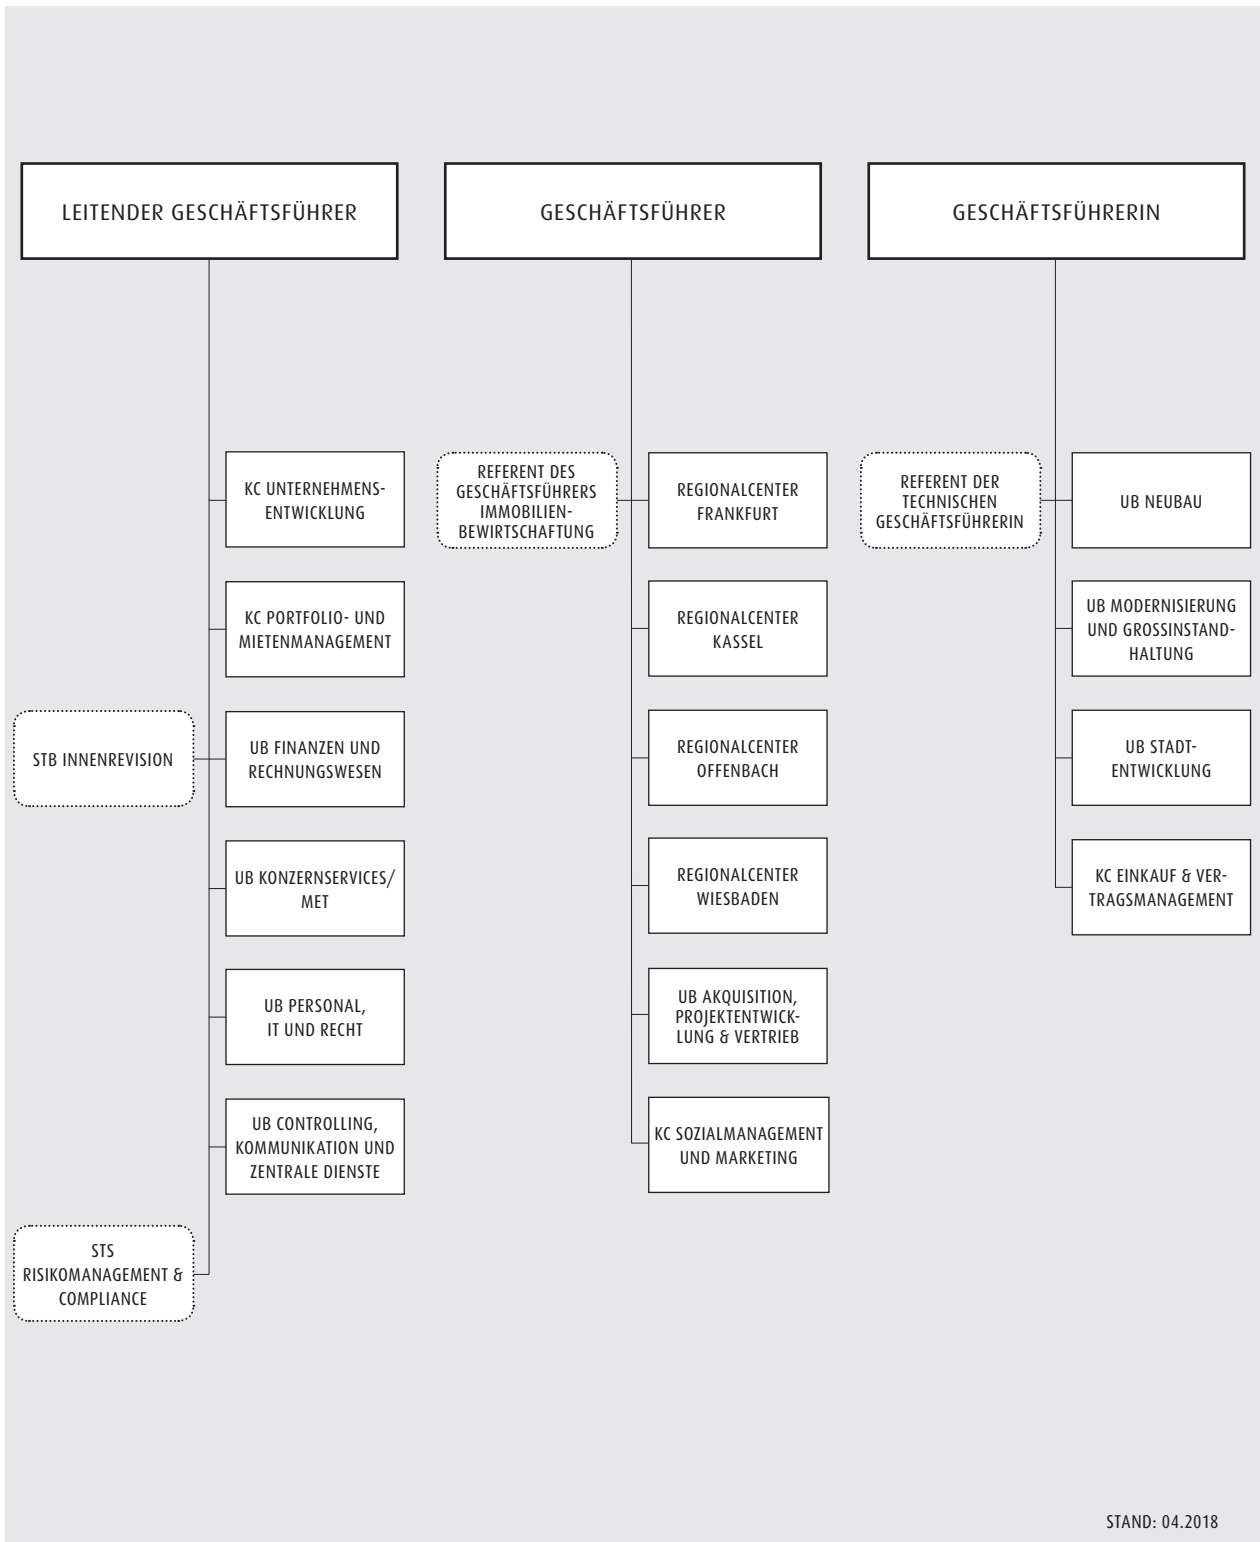 LEITENDER GESCHÄFTSFÜHRER
GESCHÄFTSFÜHRER
GESCHÄFTSFÜHRERIN
KC UNTERNEHMENS-
ENTWICKLUNG
KC PORTFOLIO- UND
MIETENMANAGEMENT
STB INNENREVISION
UB FINANZEN UND
RECHNUNGSWESEN
UB KONZERNSERVICES/
MET
UB PERSONAL,
IT UND RECHT
UB CONTROLLING,
KOMMUNIKATION UND
ZENTRALE DIENSTE
STS
RISIKOMANAGEMENT &
COMPLIANCE
REFERENT DES
GESCHÄFTSFÜHRERS
IMMOBILIEN-
BEWIRTSCHAFTUNG
REGIONALCENTER
FRANKFURT
REGIONALCENTER
KASSEL
REGIONALCENTER
OFFENBACH
REGIONALCENTER
WIESBADEN
UB AKQUISITION,
PROJEKTENTWICK-
LUNG & VERTRIEB
KC SOZIALMANAGEMENT
UND MARKETING
REFERENT DER
TECHNISCHEN
GESCHÄFTSFÜHRERIN
UB NEUBAU
UB MODERNISIERUNG
UND GROSSINSTAND-
HALTUNG
UB STADT-
ENTWICKLUNG
KC EINKAUF & VER-
TRAGSMANAGEMENT
STAND: 04.2018